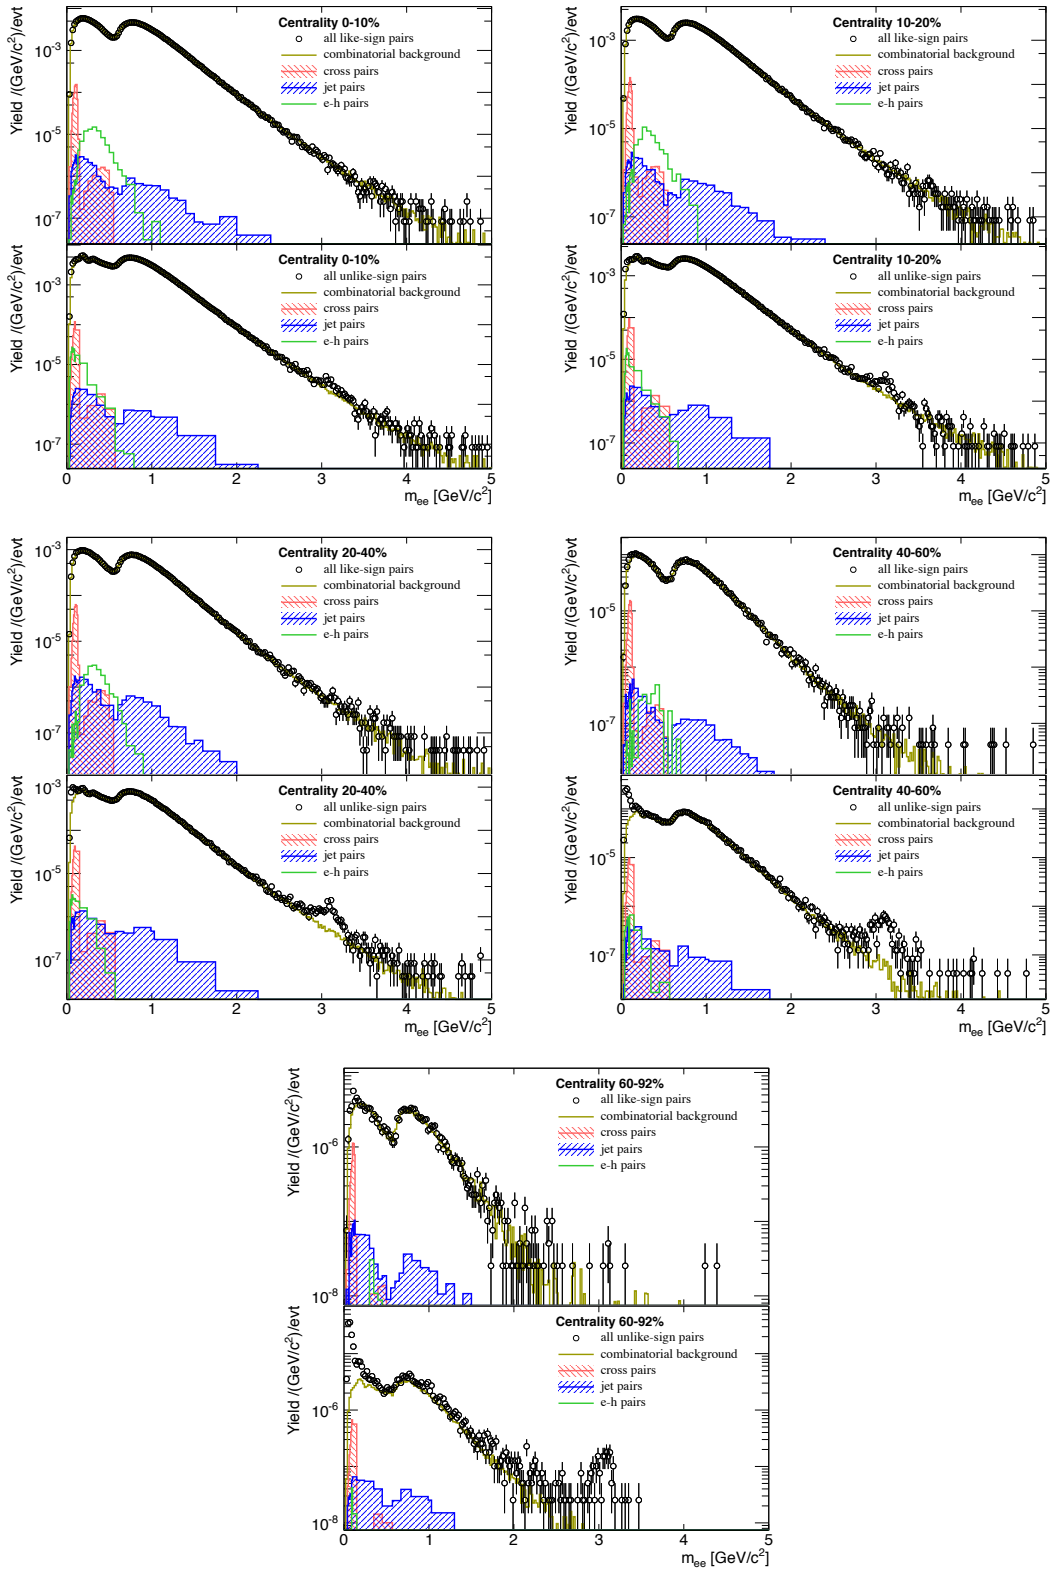 Centrality 0-10%
all like-sign pairs
combinatorial background
cross pairs
jet pairs
e-h pairs
Yield /(GeV/c²)/evt
10⁻³
10⁻⁵
10⁻⁷
Centrality 0-10%
all unlike-sign pairs
combinatorial background
cross pairs
jet pairs
e-h pairs
Yield /(GeV/c²)/evt
10⁻³
10⁻⁵
10⁻⁷
0 1 2 3 4 5
m_ee [GeV/c²]
Centrality 10-20%
all like-sign pairs
combinatorial background
cross pairs
jet pairs
e-h pairs
Yield /(GeV/c²)/evt
10⁻³
10⁻⁵
10⁻⁷
Centrality 10-20%
all unlike-sign pairs
combinatorial background
cross pairs
jet pairs
e-h pairs
Yield /(GeV/c²)/evt
10⁻³
10⁻⁵
10⁻⁷
0 1 2 3 4 5
m_ee [GeV/c²]
Centrality 20-40%
all like-sign pairs
combinatorial background
cross pairs
jet pairs
e-h pairs
Yield /(GeV/c²)/evt
10⁻³
10⁻⁵
10⁻⁷
Centrality 20-40%
all unlike-sign pairs
combinatorial background
cross pairs
jet pairs
e-h pairs
Yield /(GeV/c²)/evt
10⁻³
10⁻⁵
10⁻⁷
0 1 2 3 4 5
m_ee [GeV/c²]
Centrality 40-60%
all like-sign pairs
combinatorial background
cross pairs
jet pairs
e-h pairs
Yield /(GeV/c²)/evt
10⁻⁵
10⁻⁷
Centrality 40-60%
all unlike-sign pairs
combinatorial background
cross pairs
jet pairs
e-h pairs
Yield /(GeV/c²)/evt
10⁻⁵
10⁻⁷
0 1 2 3 4 5
m_ee [GeV/c²]
Centrality 60-92%
all like-sign pairs
combinatorial background
cross pairs
jet pairs
e-h pairs
Yield /(GeV/c²)/evt
10⁻⁶
10⁻⁸
Centrality 60-92%
all unlike-sign pairs
combinatorial background
cross pairs
jet pairs
e-h pairs
Yield /(GeV/c²)/evt
10⁻⁶
10⁻⁸
0 1 2 3 4 5
m_ee [GeV/c²]